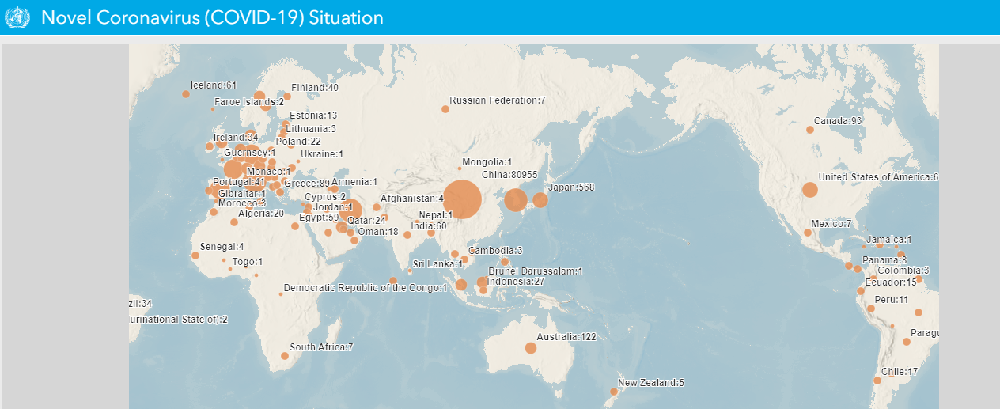 Novel Coronavirus (COVID-19) Situation
Iceland:61
Finland:40
Faroe Islands:2
Russian Federation:7
Estonia:13
Canada:93
Lithuania:3
Ireland:34
Poland:22
Guernsey:1
Ukraine:1
Mongolia:1
Monaco:1
China:80955
United States of America:6
Portugal:41
Greece:89
Armenia:1
Japan:568
Gibraltar:1
Cyprus:2
Afghanistan:4
Morocco:3
Jordan:1
Algeria:20
Egypt:59
Qatar:24
Nepal:1
India:60
Mexico:7
Oman:18
Jamaica:1
Senegal:4
Cambodia:3
Togo:1
Sri Lanka:1
Panama:8
Brunei Darussalam:1
Colombia:3
Indonesia:27
Ecuador:15
Democratic Republic of the Congo:1
Peru:11
zil:34
urinational State of):2
Paragu
Australia:122
South Africa:7
Chile:17
New Zealand:5